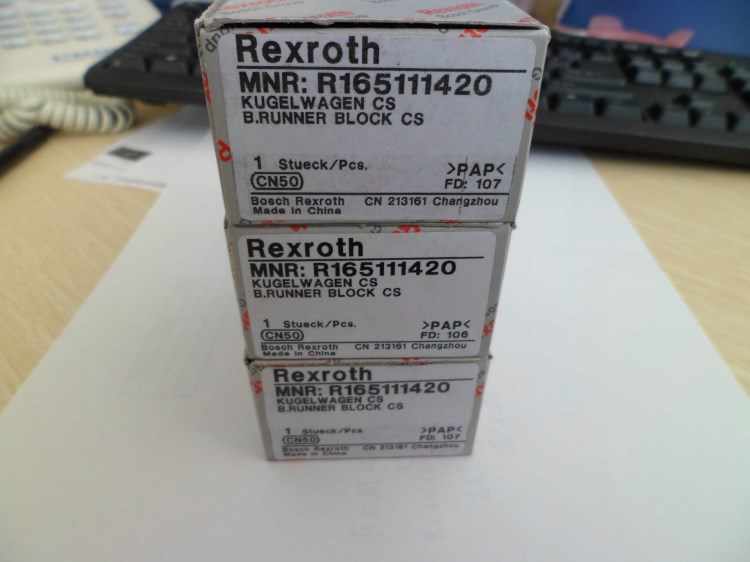 Rexroth
Bosch Group
Rexroth
MNR: R165111420
KUGELWAGEN CS
B.RUNNER BLOCK CS
1 Stueck/Pcs.
>PAP<
CN50
FD: 107
Bosch Rexroth CN 213161 Changzhou
Made in China
Rexroth
MNR: R165111420
KUGELWAGEN CS
B.RUNNER BLOCK CS
1 Stueck/Pcs.
>PAP<
CN50
FD: 106
Bosch Rexroth CN 213161 Changzhou
Made in China
Rexroth
MNR: R165111420
KUGELWAGEN CS
B.RUNNER BLOCK CS
1 Stueck/Pcs.
>PAP<
CN50
FD: 107
Bosch Rexroth CN 213161 Changzhou
Made in China